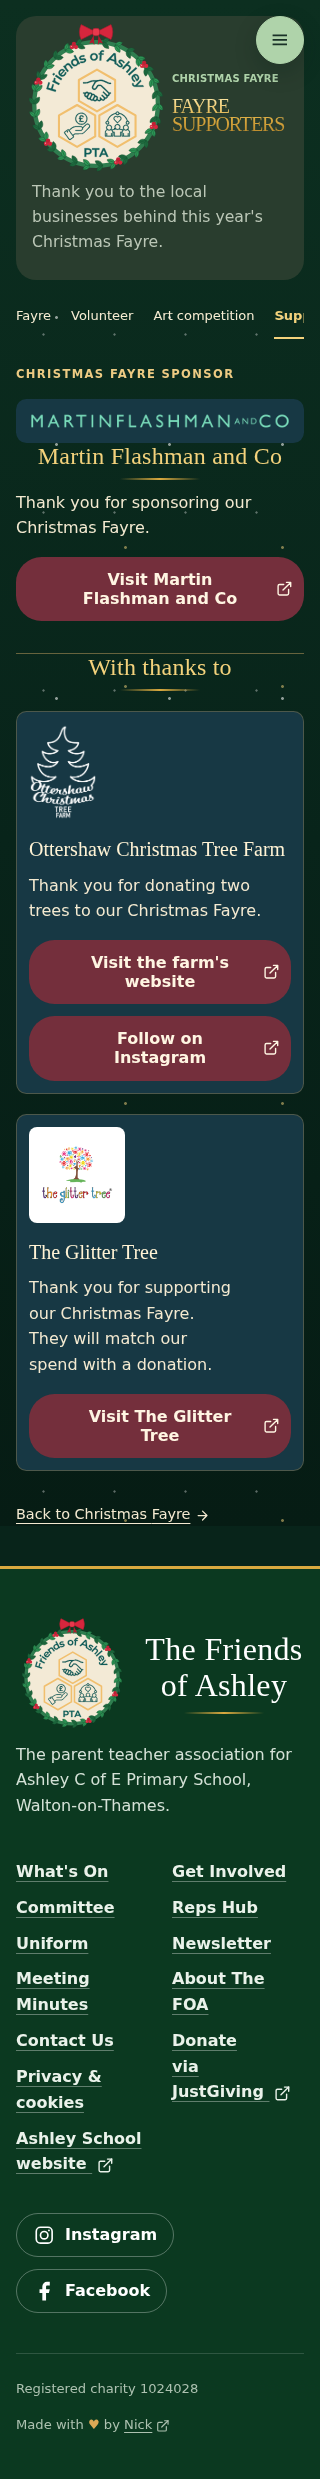 Friends of Ashley
PTA
CHRISTMAS FAYRE
FAYRE
SUPPORTERS
Thank you to the local
businesses behind this year's
Christmas Fayre.
Fayre Volunteer Art competition Supp
CHRISTMAS FAYRE SPONSOR
MARTINFLASHMANANDCO
Martin Flashman and Co
Thank you for sponsoring our
Christmas Fayre.
Visit Martin
Flashman and Co
With thanks to
Ottershaw
Christmas
TREE
FARM
Ottershaw Christmas Tree Farm
Thank you for donating two
trees to our Christmas Fayre.
Visit the farm's
website
Follow on
Instagram
the glitter tree
The Glitter Tree
Thank you for supporting
our Christmas Fayre.
They will match our
spend with a donation.
Visit The Glitter
Tree
Back to Christmas Fayre
Friends of Ashley
PTA
The Friends
of Ashley
The parent teacher association for
Ashley C of E Primary School,
Walton-on-Thames.
What's On
Committee
Uniform
Meeting
Minutes
Contact Us
Privacy &
cookies
Ashley School
website
Get Involved
Reps Hub
Newsletter
About The
FOA
Donate
via
JustGiving
Instagram
Facebook
Registered charity 1024028
Made with ♥ by Nick